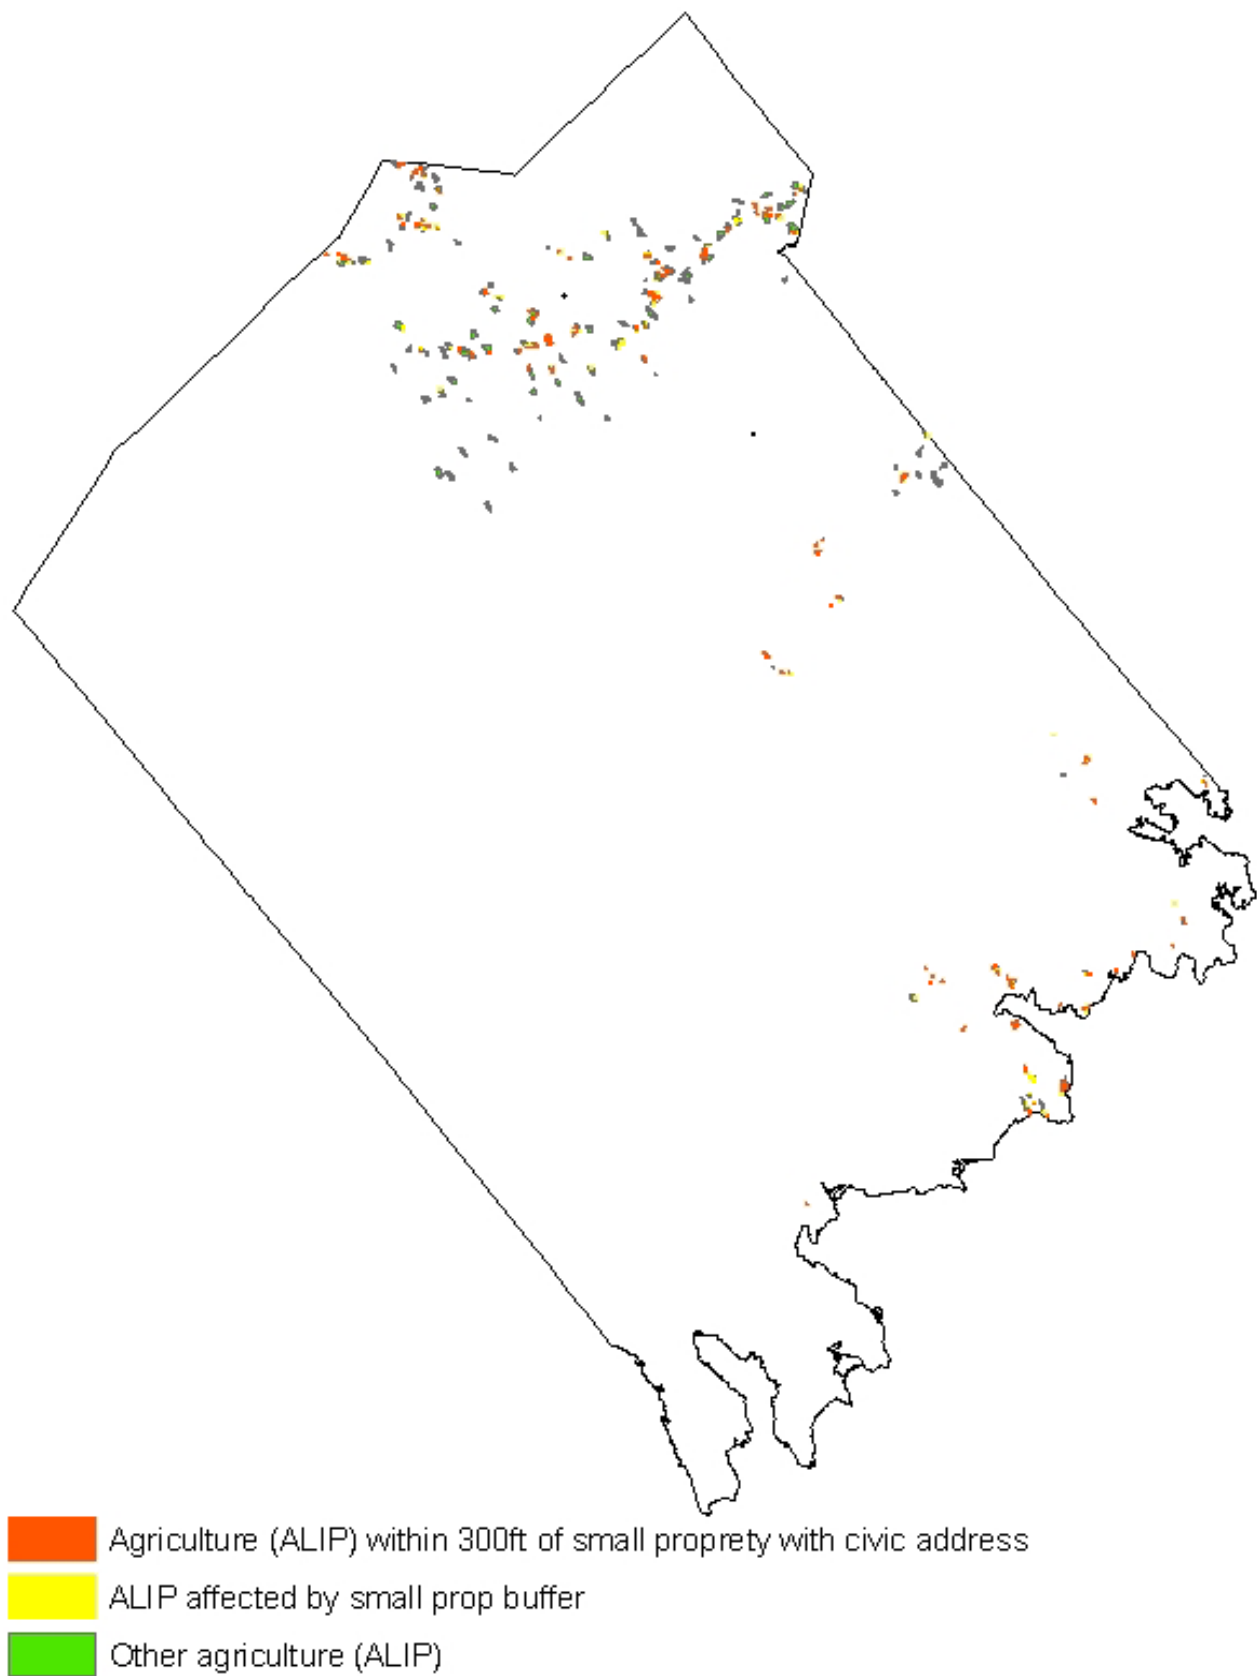 Agriculture (ALIP) within 300ft of small proprety with civic address
ALIP affected by small prop buffer
Other agriculture (ALIP)